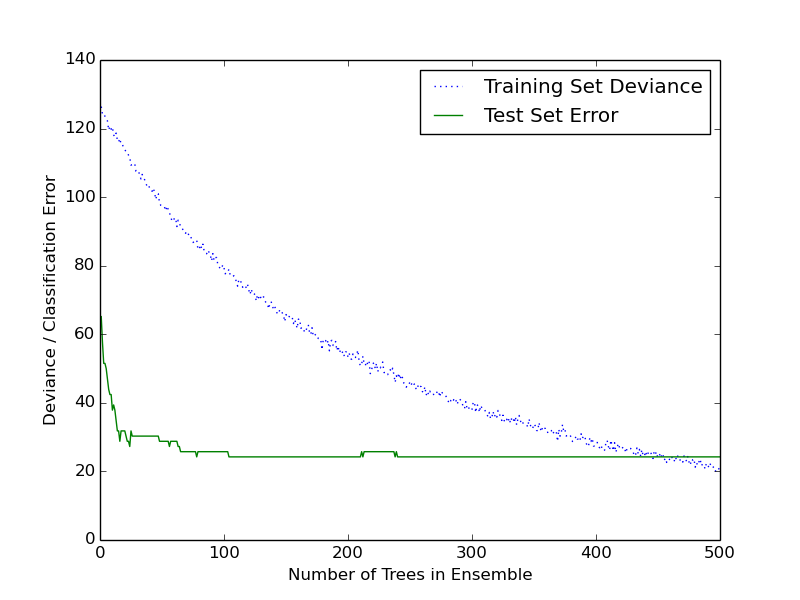 140
120
100
80
60
40
20
0
Deviance / Classification Error
Training Set Deviance
Test Set Error
0 100 200 300 400 500
Number of Trees in Ensemble